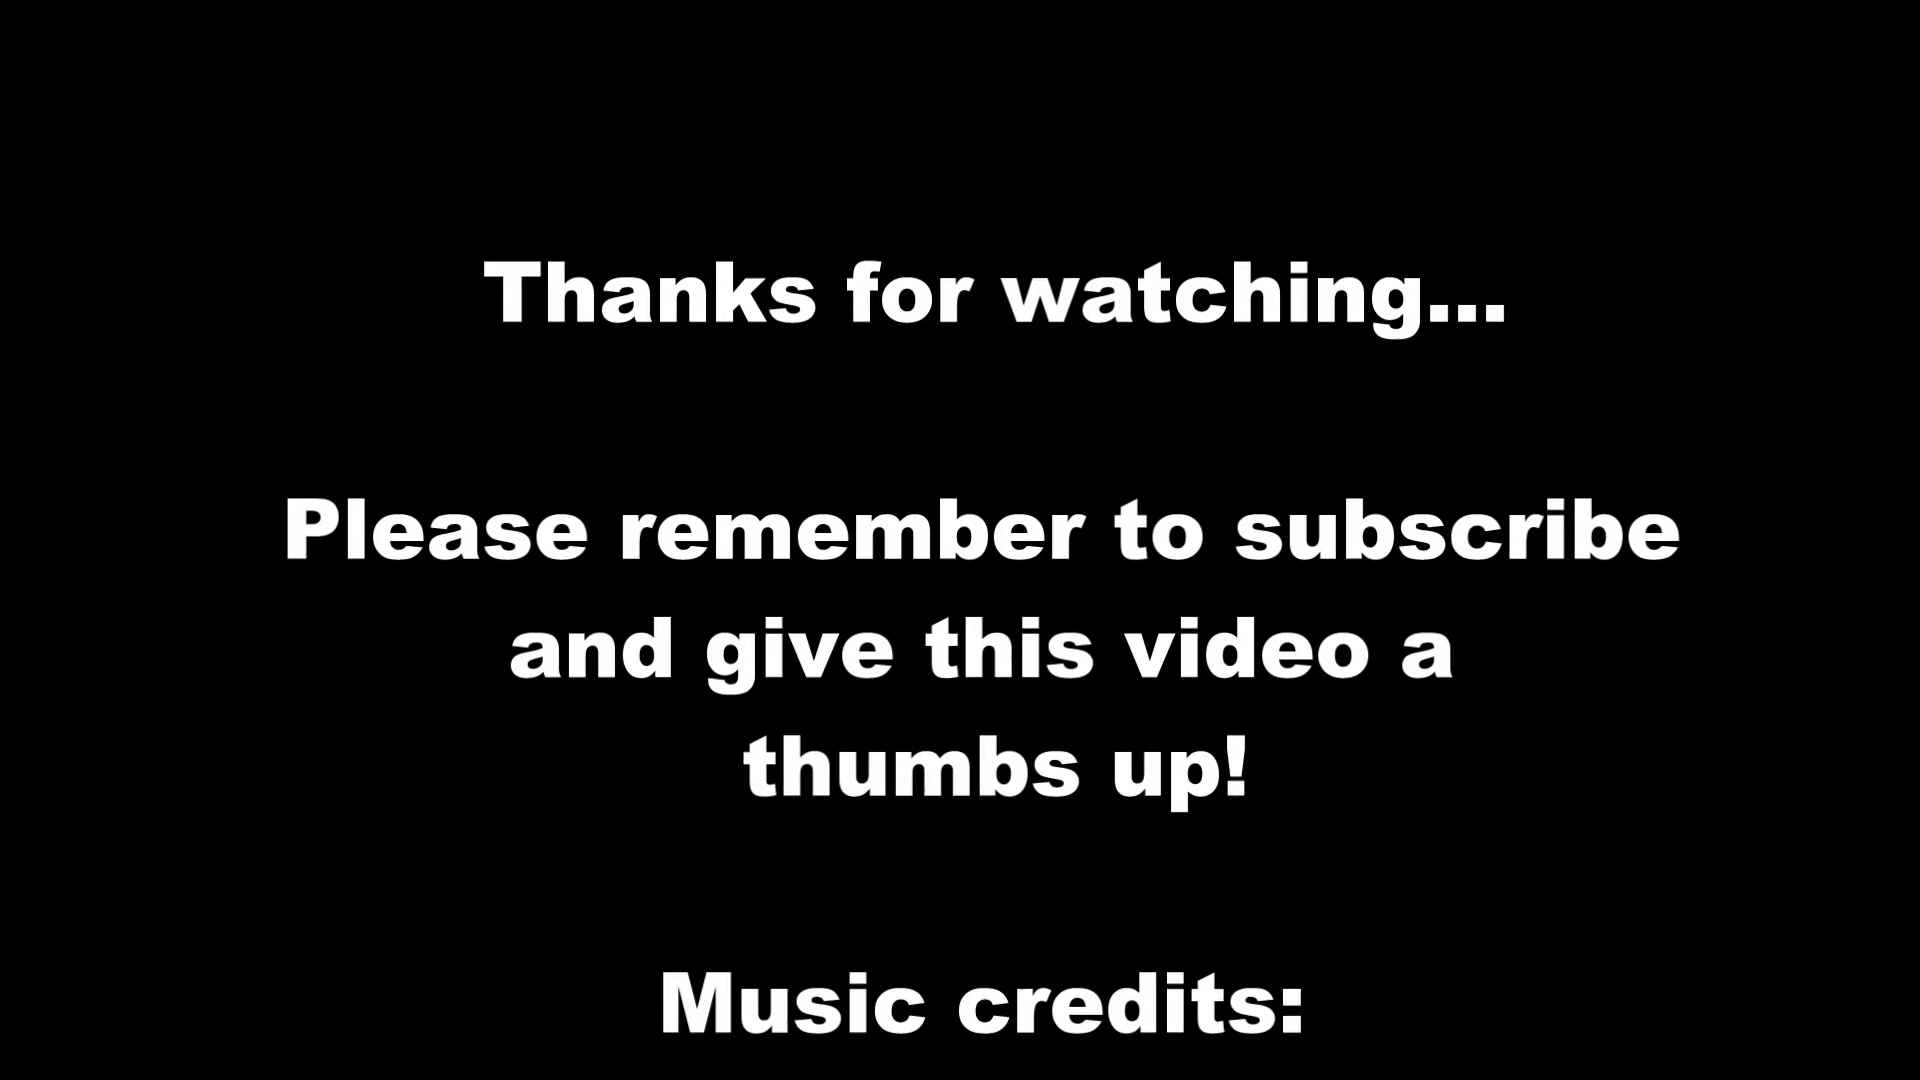 Thanks for watching...
Please remember to subscribe
and give this video a
thumbs up!
Music credits: